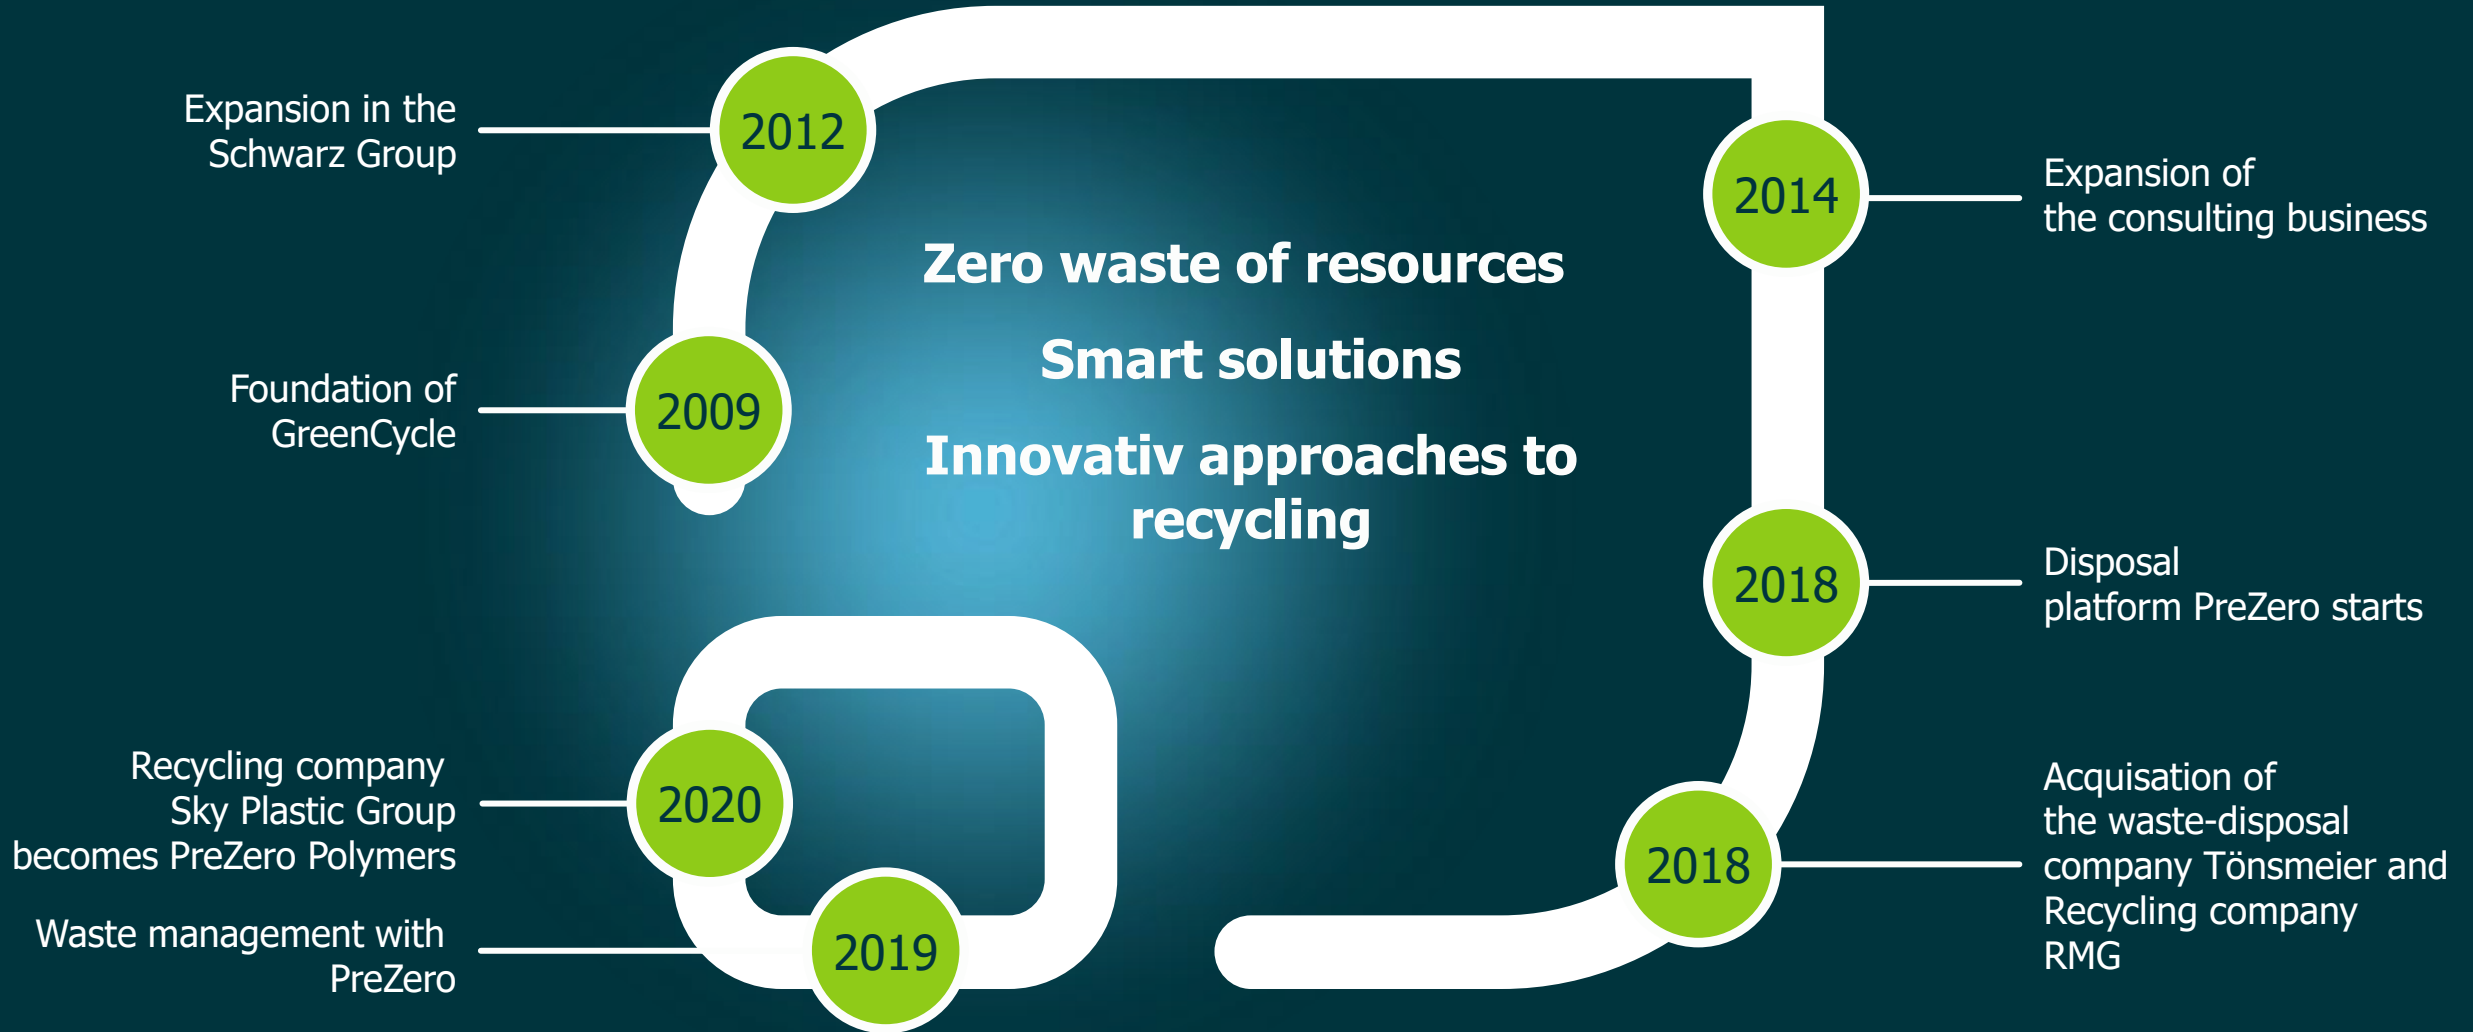 Expansion in the
Schwarz Group
2012
2014
Expansion of
the consulting business
Zero waste of resources
Smart solutions
Innovativ approaches to
recycling
Foundation of
GreenCycle
2009
2018
Disposal
platform PreZero starts
Recycling company
Sky Plastic Group
becomes PreZero Polymers
2020
2018
Acquisation of
the waste-disposal
company Tönsmeier and
Recycling company
RMG
Waste management with
PreZero
2019